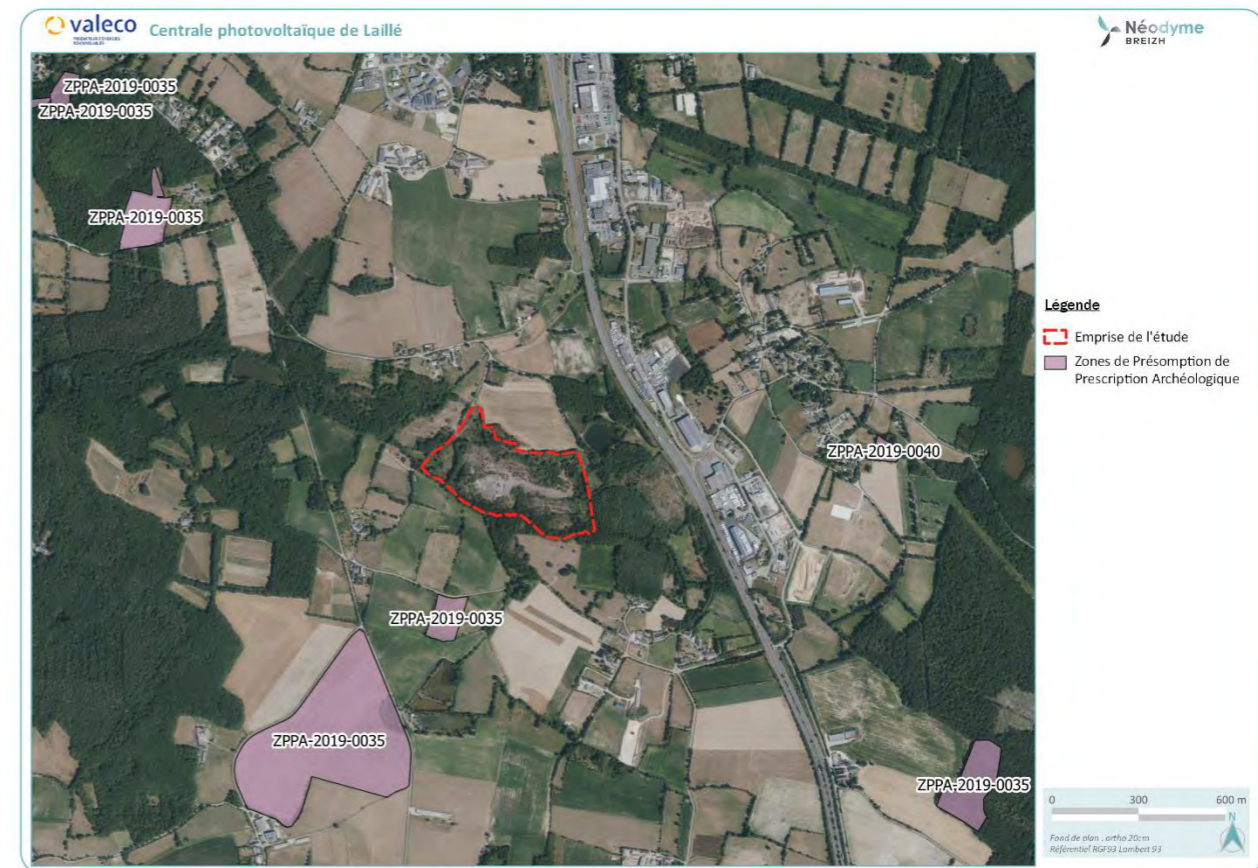 valeco
Centrale photovoltaïque de Laillé
Néodyme
BREIZH
ZPPA-2019-0035
ZPPA-2019-0035
ZPPA-2019-0035
Légende
Emprise de l'étude
Zones de Présomption de
Prescription Archéologique
ZPPA-2019-0040
ZPPA-2019-0035
ZPPA-2019-0035
ZPPA-2019-0035
0 300 600 m
N
Fond de plan : ortho 20cm
Référentiel RGF93 Lambert 93